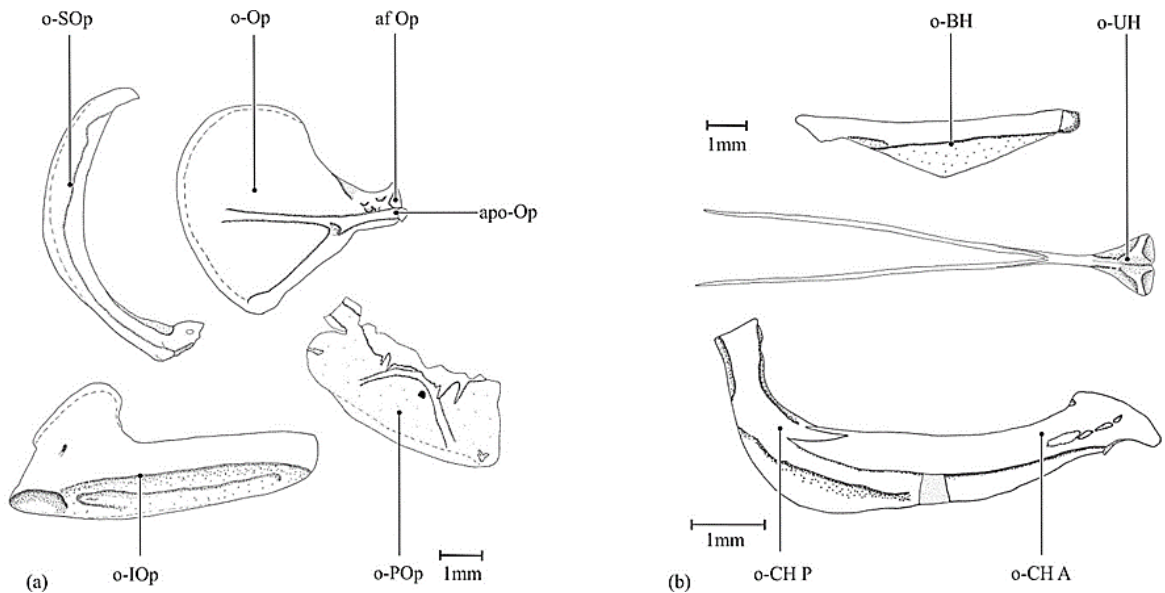 o-SOp
o-Op
af Op
apo-Op
o-IOp
o-POp
1mm
(a)
o-BH
o-UH
1mm
1mm
o-CH P
o-CH A
(b)